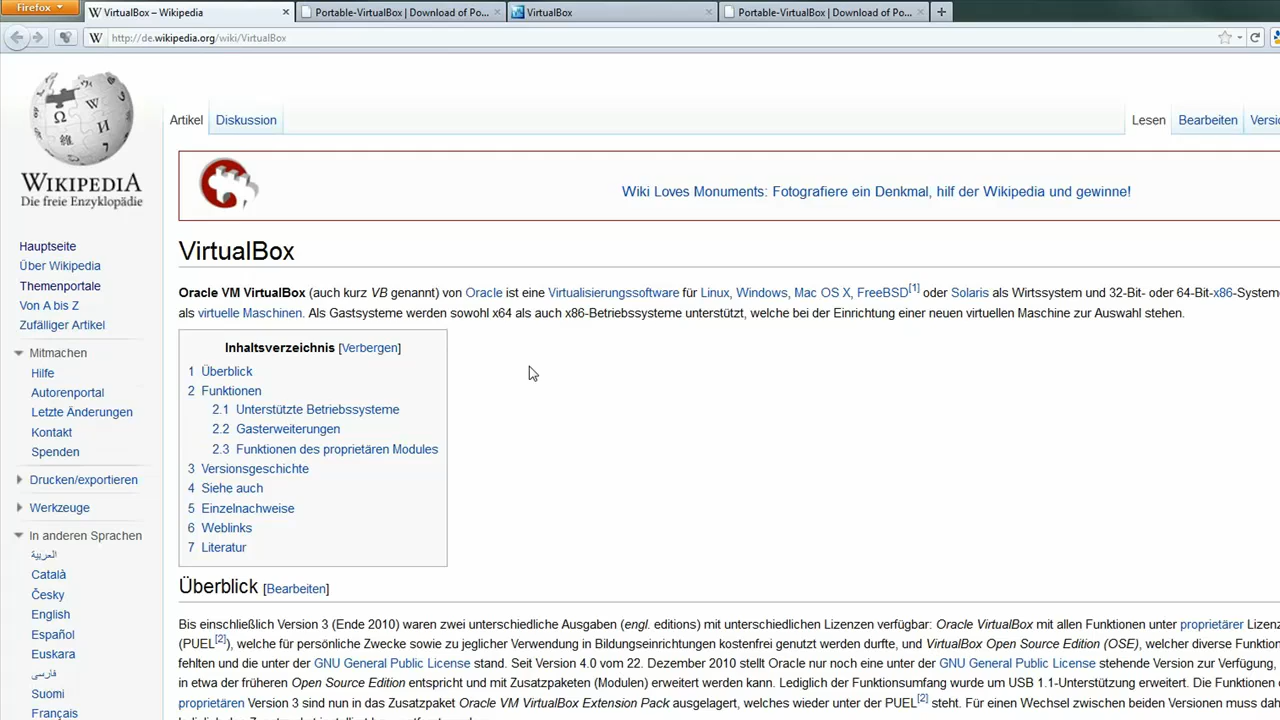 Firefox
VirtualBox – Wikipedia
Portable-VirtualBox | Download of Po...
VirtualBox
Portable-VirtualBox | Download of Po...
W http://de.wikipedia.org/wiki/VirtualBox
WIKIPEDIA
Die freie Enzyklopädie
Artikel
Diskussion
Lesen
Bearbeiten
Versio
Wiki Loves Monuments: Fotografiere ein Denkmal, hilf der Wikipedia und gewinne!
Hauptseite
Über Wikipedia
Themenportale
Von A bis Z
Zufälliger Artikel
Mitmachen
Hilfe
Autorenportal
Letzte Änderungen
Kontakt
Spenden
Drucken/exportieren
Werkzeuge
In anderen Sprachen
العربية
Català
Česky
English
Español
Euskara
فارسی
Suomi
Français
VirtualBox
Oracle VM VirtualBox (auch kurz VB genannt) von Oracle ist eine Virtualisierungssoftware für Linux, Windows, Mac OS X, FreeBSD[1] oder Solaris als Wirtssystem und 32-Bit- oder 64-Bit-x86-Systeme
als virtuelle Maschinen. Als Gastsysteme werden sowohl x64 als auch x86-Betriebssysteme unterstützt, welche bei der Einrichtung einer neuen virtuellen Maschine zur Auswahl stehen.
Inhaltsverzeichnis [Verbergen]
1 Überblick
2 Funktionen
2.1 Unterstützte Betriebssysteme
2.2 Gasterweiterungen
2.3 Funktionen des proprietären Modules
3 Versionsgeschichte
4 Siehe auch
5 Einzelnachweise
6 Weblinks
7 Literatur
Überblick [Bearbeiten]
Bis einschließlich Version 3 (Ende 2010) waren zwei unterschiedliche Ausgaben (engl. editions) mit unterschiedlichen Lizenzen verfügbar: Oracle VirtualBox mit allen Funktionen unter proprietärer Lizenz
(PUEL[2]), welche für persönliche Zwecke sowie zu jeglicher Verwendung in Bildungseinrichtungen kostenfrei genutzt werden durfte, und VirtualBox Open Source Edition (OSE), welcher diverse Funktion
fehlten und die unter der GNU General Public License stand. Seit Version 4.0 vom 22. Dezember 2010 stellt Oracle nur noch eine unter der GNU General Public License stehende Version zur Verfügung,
in etwa der früheren Open Source Edition entspricht und mit Zusatzpaketen (Modulen) erweitert werden kann. Lediglich der Funktionsumfang wurde um USB 1.1-Unterstützung erweitert. Die Funktionen d
proprietären Version 3 sind nun in das Zusatzpaket Oracle VM VirtualBox Extension Pack ausgelagert, welches wieder unter der PUEL[2] steht. Für einen Wechsel zwischen beiden Versionen muss dah